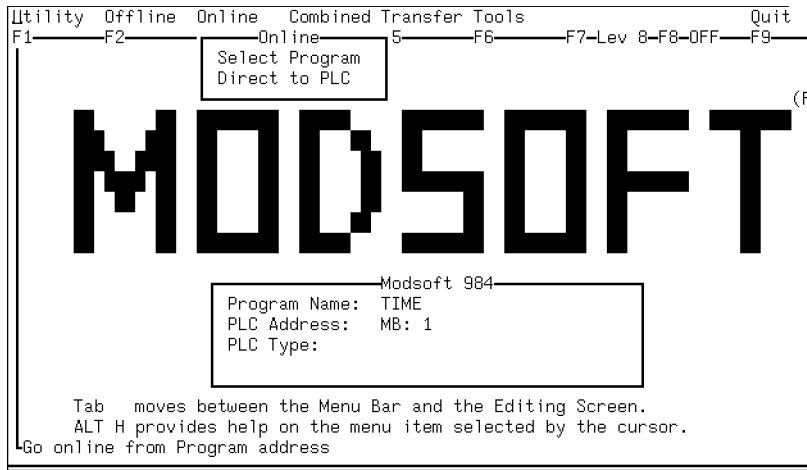 Utility Offline Online Combined Transfer Tools Quit
F1 F2 Online 5 F6 F7-Lev 8-F8-OFF F9
Select Program
Direct to PLC
(F
MODSOFT
Modsoft 984
Program Name: TIME
PLC Address: MB: 1
PLC Type:
Tab moves between the Menu Bar and the Editing Screen.
ALT H provides help on the menu item selected by the cursor.
Go online from Program address